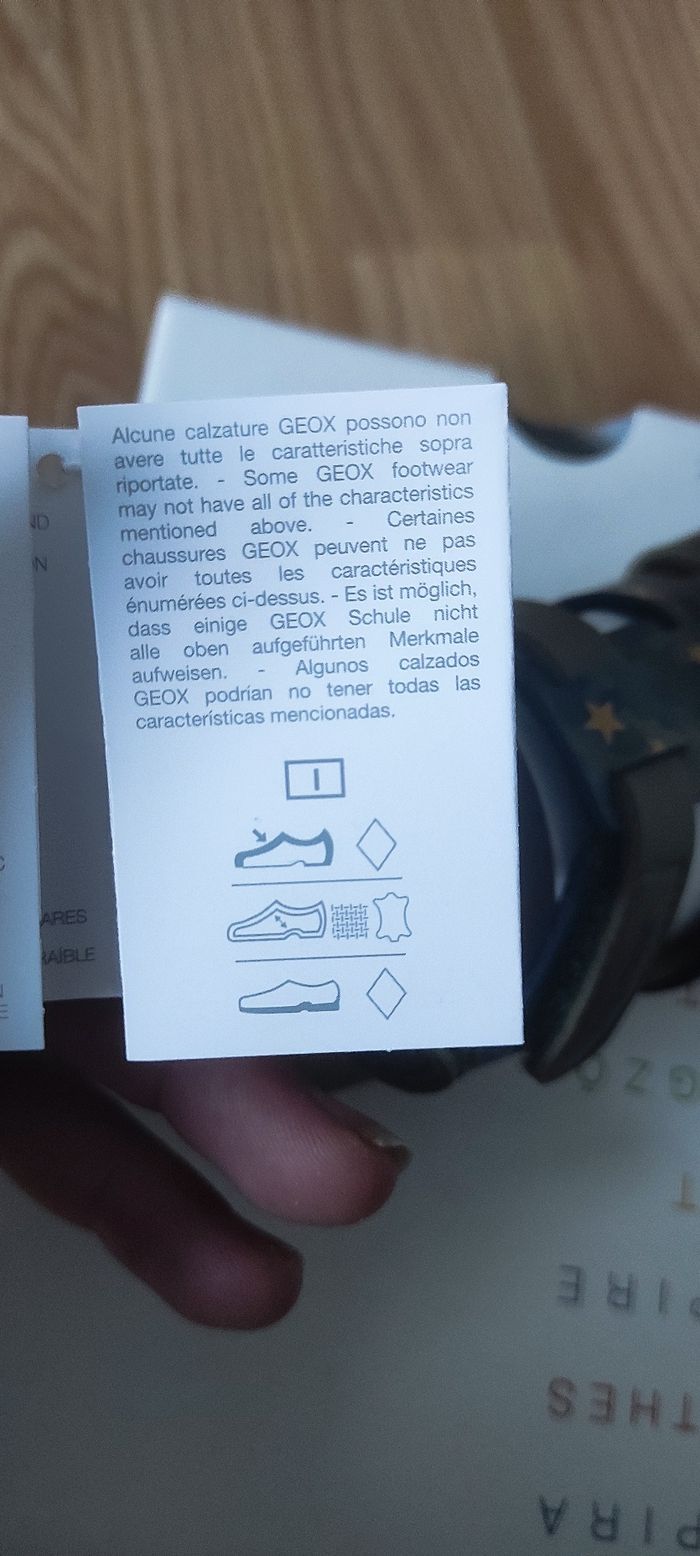 Alcune calzature GEOX possono non
avere tutte le caratteristiche sopra
riportate. - Some GEOX footwear
may not have all of the characteristics
mentioned above. - Certaines
chaussures GEOX peuvent ne pas
avoir toutes les caractéristiques
énumérées ci-dessus. - Es ist möglich,
dass einige GEOX Schule nicht
alle oben aufgeführten Merkmale
aufweisen. - Algunos calzados
GEOX podrían no tener todas las
características mencionadas.
I